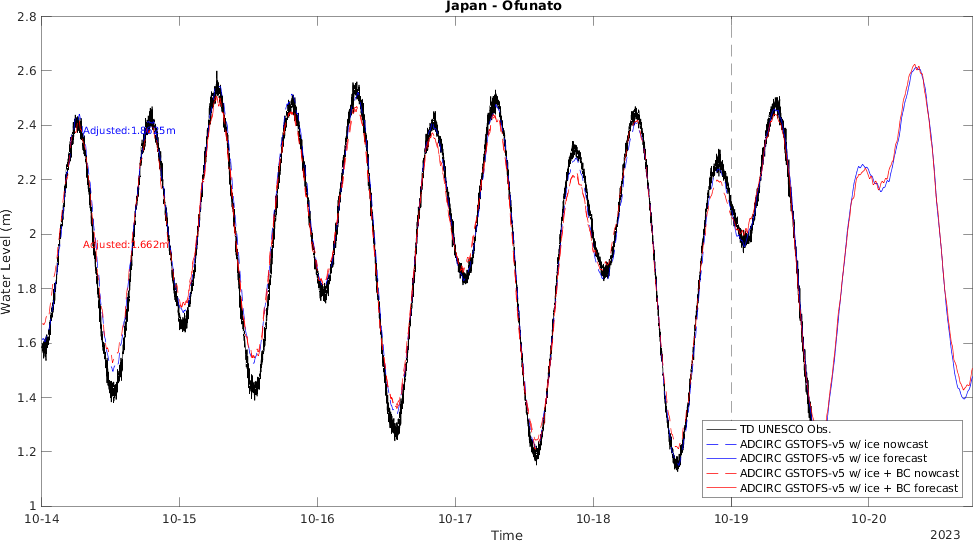 Japan - Ofunato
2.8
2.6
2.4
2.2
2
1.8
1.6
1.4
1.2
1
Water Level (m)
Adjusted:1.662m
TD UNESCO Obs.
ADCIRC GSTOFS-v5 w/ ice nowcast
ADCIRC GSTOFS-v5 w/ ice forecast
ADCIRC GSTOFS-v5 w/ ice + BC nowcast
ADCIRC GSTOFS-v5 w/ ice + BC forecast
10-14 10-15 10-16 10-17 10-18 10-19 10-20
Time
2023